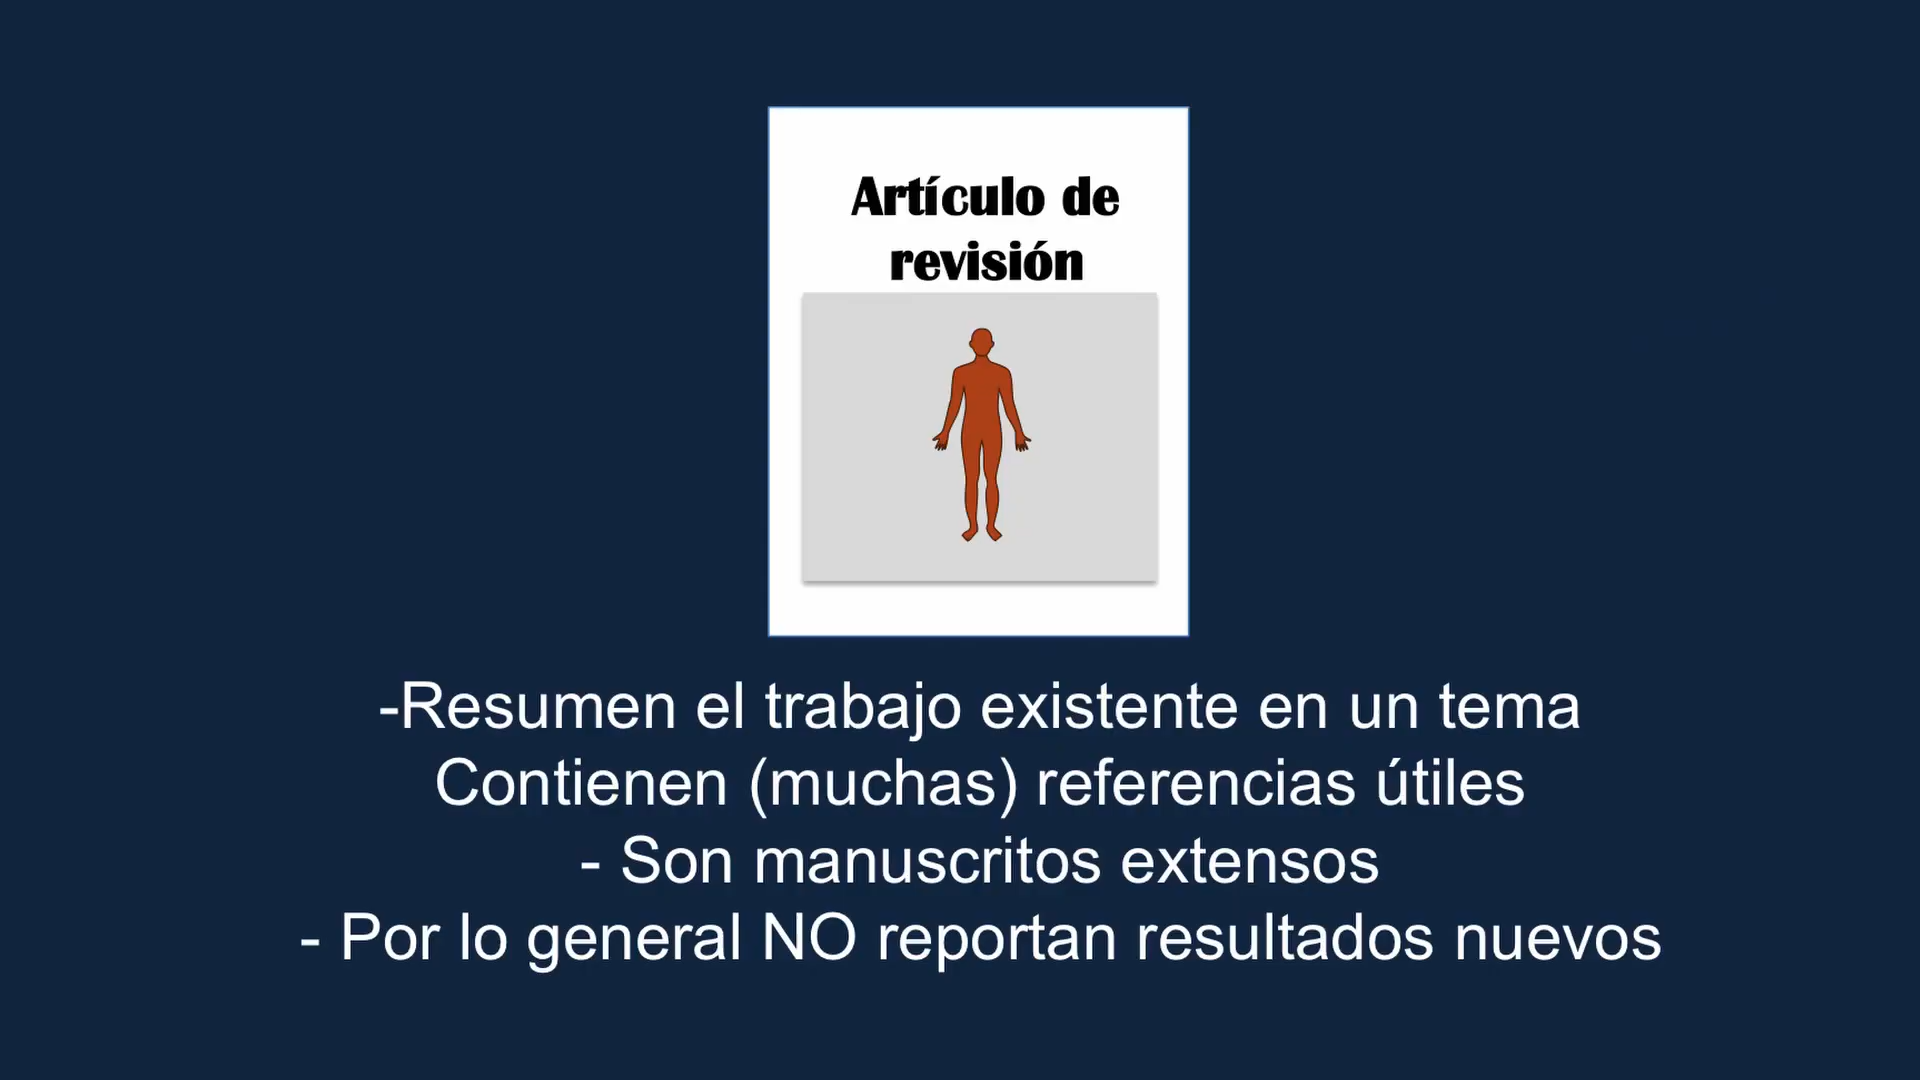 Artículo de
revisión
-Resumen el trabajo existente en un tema
Contienen (muchas) referencias útiles
- Son manuscritos extensos
- Por lo general NO reportan resultados nuevos